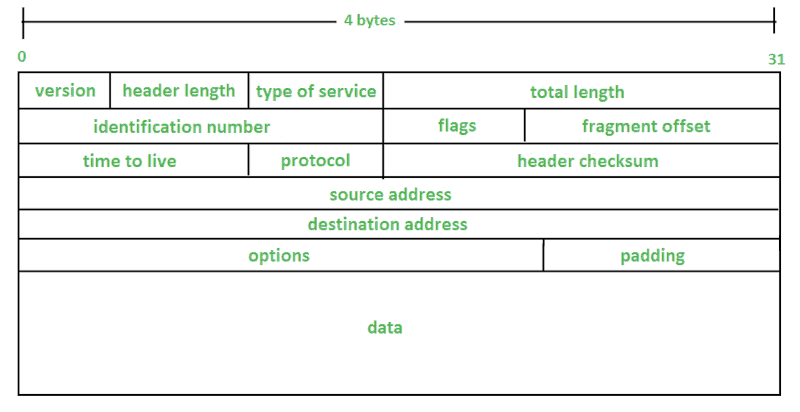 4 bytes
0 31
version header length type of service total length
identification number flags fragment offset
time to live protocol header checksum
source address
destination address
options padding
data